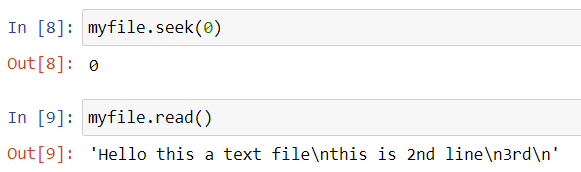 In [8]: myfile.seek(0)
Out[8]: 0
In [9]: myfile.read()
Out[9]: 'Hello this a text file\nthis is 2nd line\n3rd\n'